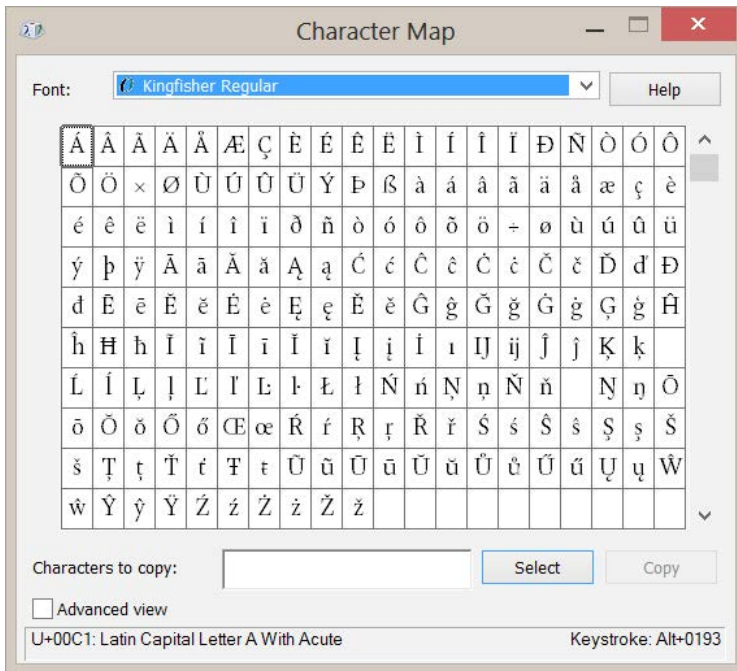 Character Map
Font: Kingfisher Regular Help
Á Â Ã Ä Å Æ Ç È É Ê Ë Ì Í Î Ï Ð Ñ Ò Ó Ô
Õ Ö × Ø Ù Ú Û Ü Ý Þ ß à á â ã ä å æ ç è
é ê ë ì í î ï ð ñ ò ó ô õ ö ÷ ø ù ú û ü
ý þ ÿ Ā ā Ă ă Ą ą Ć ć Ĉ ĉ Ċ ċ Č č Ď ď Đ
đ Ē ē Ĕ ĕ Ė ė Ę ę Ě ě Ĝ ĝ Ğ ğ Ġ ġ Ģ ģ Ĥ
ĥ Ħ ħ Ĩ ĩ Ī ī Ĭ ĭ Į į İ ı Ĳ ĳ Ĵ ĵ Ķ ķ
Ĺ ĺ Ļ ļ Ľ ľ Ŀ ŀ Ł ł Ń ń Ņ ņ Ň ň Ŋ ŋ Ō
ō Ŏ ŏ Ő ő Œ œ Ŕ ŕ Ŗ ŗ Ř ř Ś ś Ŝ ŝ Ş ş Š
š Ţ ţ Ť ť Ŧ ŧ Ũ ũ Ū ū Ŭ ŭ Ů ů Ű ű Ų ų Ŵ
ŵ Ŷ ŷ Ÿ Ź ź Ż ż Ž ž
Characters to copy: Select Copy
Advanced view
U+00C1: Latin Capital Letter A With Acute Keystroke: Alt+0193